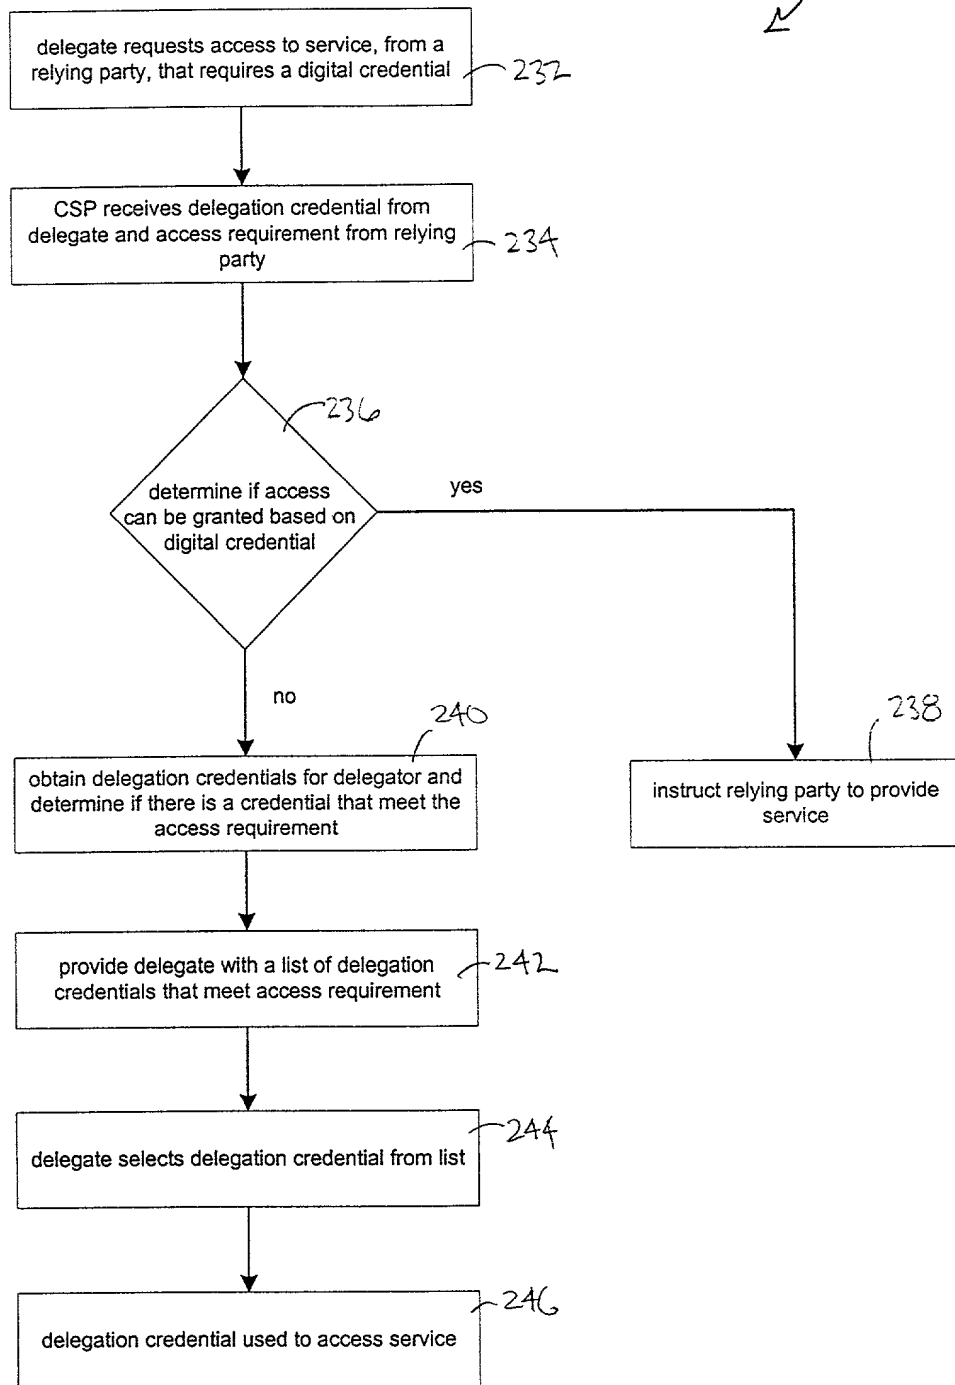 delegate requests access to service, from a
relying party, that requires a digital credential
232
CSP receives delegation credential from
delegate and access requirement from relying
party
234
236
determine if access
can be granted based on
digital credential
yes
no
240
obtain delegation credentials for delegator and
determine if there is a credential that meet the
access requirement
238
instruct relying party to provide
service
provide delegate with a list of delegation
credentials that meet access requirement
242
delegate selects delegation credential from list
244
delegation credential used to access service
246